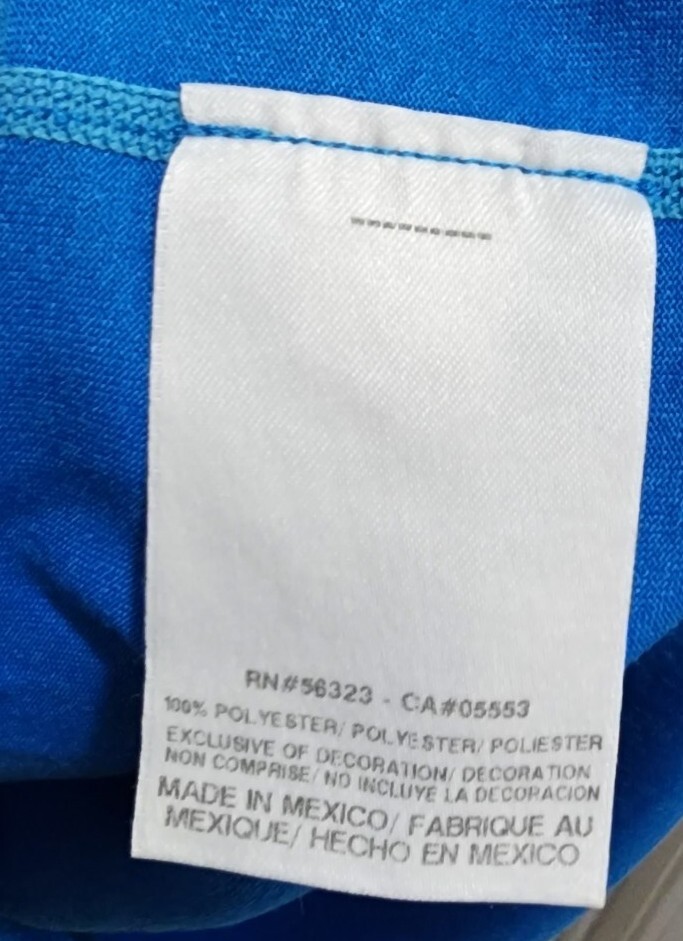 ----------
RN#56323 - CA#05553
100% POLYESTER/ POLYESTER/ POLIESTER
EXCLUSIVE OF DECORATION/ DECORATION
NON COMPRISE/ NO INCLUYE LA DECORACION
MADE IN MEXICO/ FABRIQUE AU
MEXIQUE/ HECHO EN MEXICO